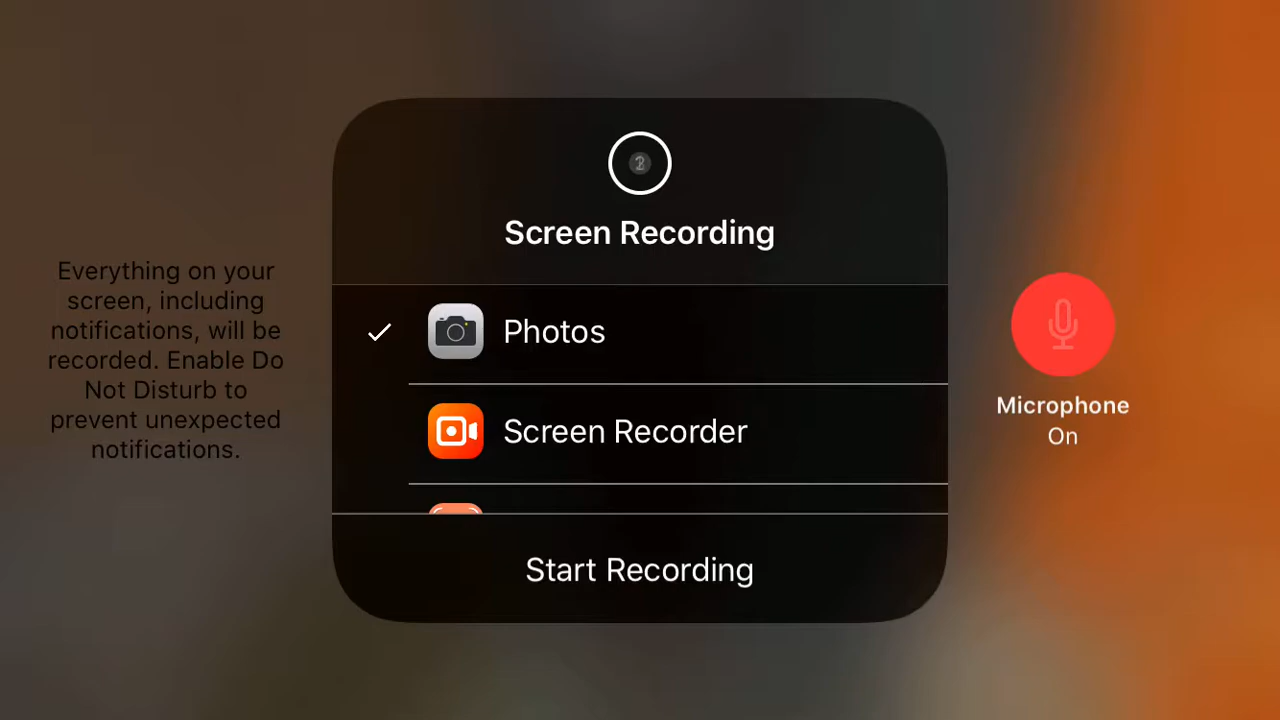 Screen Recording
Everything on your
screen, including
notifications, will be
recorded. Enable Do
Not Disturb to
prevent unexpected
notifications.
Photos
Screen Recorder
Start Recording
Microphone
On